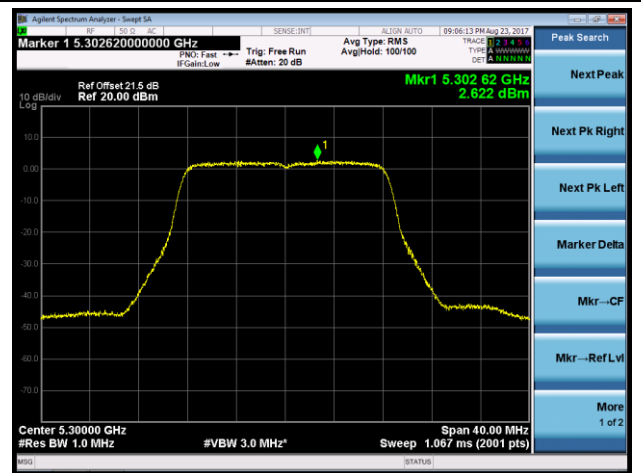 Agilent Spectrum Analyzer - Swept SA
RF 50 Ω AC SENSE:INT ALIGN AUTO 09:06:13 PM Aug 23, 2017
Marker 1 5.302620000000 GHz
PNO: Fast Trig: Free Run Avg Type: RMS TRACE 1 2 3 4 5 6
IFGain:Low #Atten: 20 dB Avg|Hold: 100/100 TYPE A WWWWW
DET A N N N N N
Peak Search
Mkr1 5.302 62 GHz
2.622 dBm
Ref Offset 21.5 dB
10 dB/div Ref 20.00 dBm
Log
10.0
0.00
-10.0
-20.0
-30.0
-40.0
-50.0
-60.0
-70.0
1
Center 5.30000 GHz Span 40.00 MHz
#Res BW 1.0 MHz #VBW 3.0 MHz* Sweep 1.067 ms (2001 pts)
MSG STATUS
Next Peak
Next Pk Right
Next Pk Left
Marker Delta
Mkr→CF
Mkr→Ref Lvl
More
1 of 2